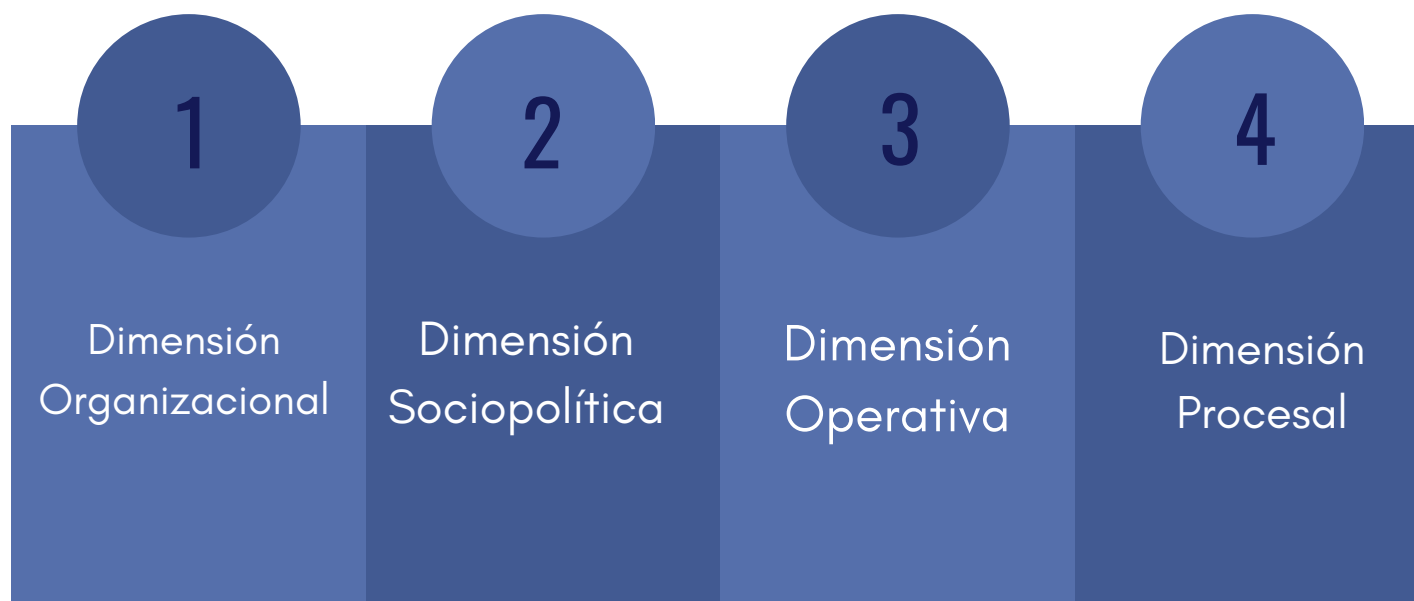 1
Dimensión
Organizacional
2
Dimensión
Sociopolítica
3
Dimensión
Operativa
4
Dimensión
Procesal